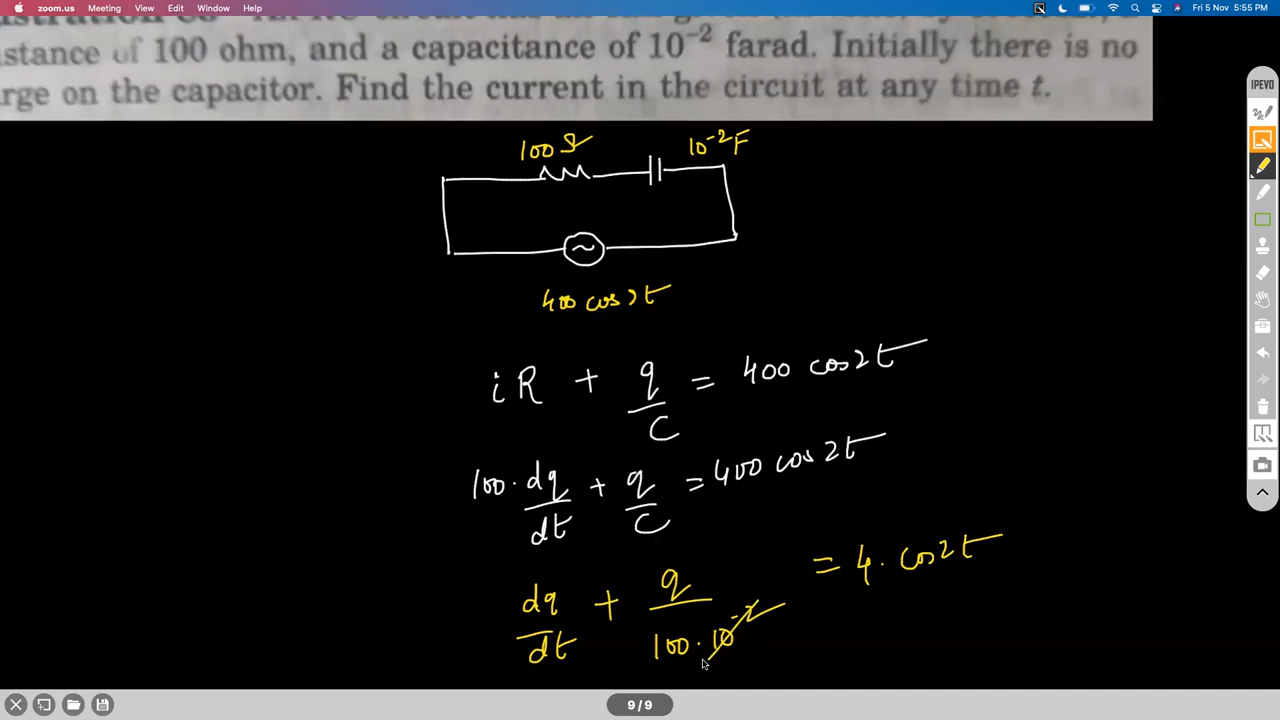 zoom.us Meeting View Edit Window Help Fri 5 Nov 5:55 PM
stance of 100 ohm, and a capacitance of 10⁻² farad. Initially there is no
rge on the capacitor. Find the current in the circuit at any time t.
IPEVO
100 Ω 10⁻² F
~
400 cos 2t
iR + q/C = 400 cos 2t
100 · dq/dt + q/C = 400 cos 2t
dq/dt + q/(100 · 10⁻²) = 4 · cos 2t
9/9